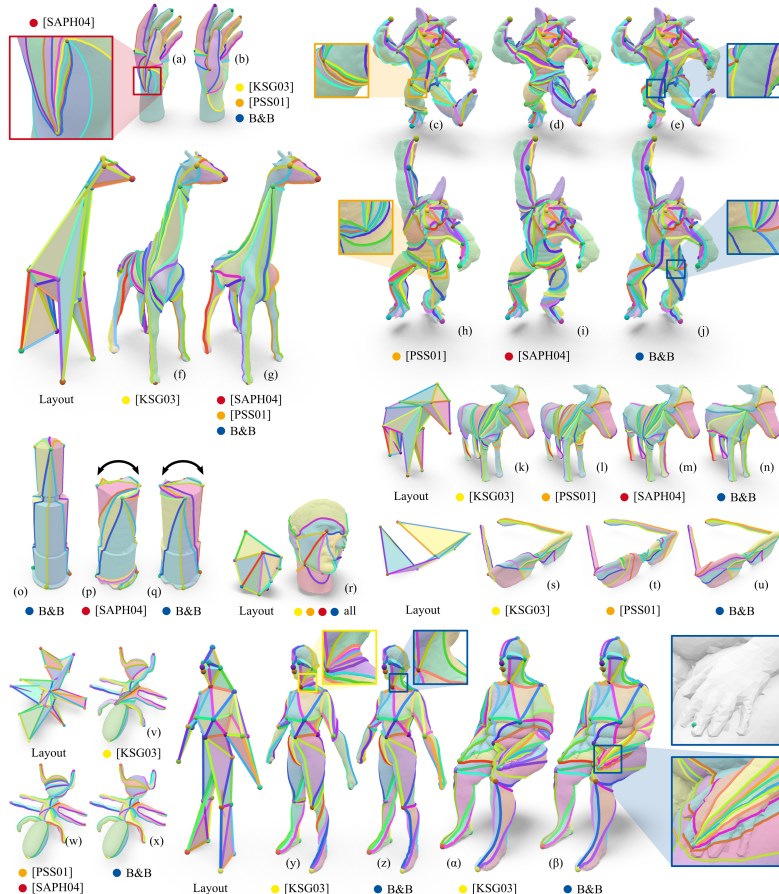 [SAPH04]
(a)
(b)
[KSG03]
[PSS01]
B&B
(c)
(d)
(e)
(f)
(g)
Layout
[KSG03]
[SAPH04]
[PSS01]
B&B
(h)
(i)
(j)
[PSS01]
[SAPH04]
B&B
(k)
(l)
(m)
(n)
Layout
[KSG03]
[PSS01]
[SAPH04]
B&B
(o)
(p)
(q)
B&B
[SAPH04]
B&B
(r)
Layout
all
(s)
(t)
(u)
Layout
[KSG03]
[PSS01]
B&B
(v)
Layout
[KSG03]
(w)
(x)
[PSS01]
[SAPH04]
B&B
(y)
(z)
(α)
(β)
Layout
[KSG03]
B&B
[KSG03]
B&B